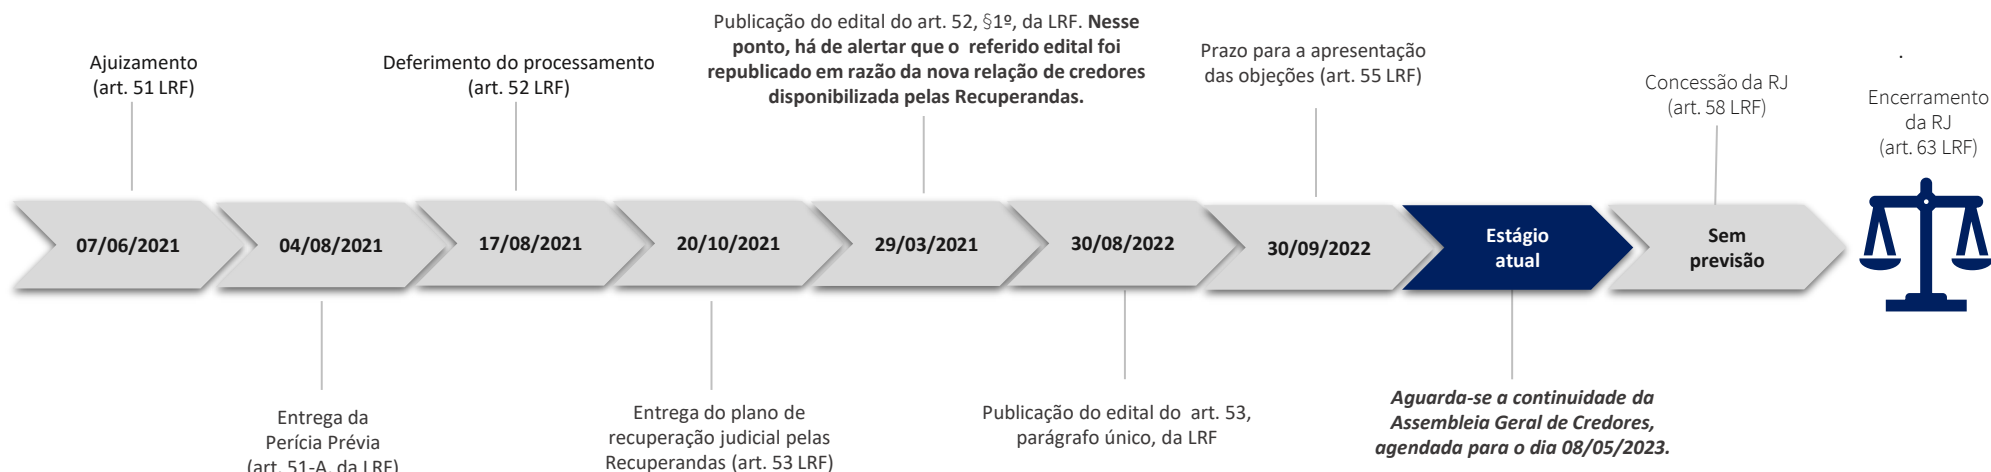 Ajuizamento
(art. 51 LRF)
Deferimento do processamento
(art. 52 LRF)
Publicação do edital do art. 52, §1º, da LRF. Nesse
ponto, há de alertar que o referido edital foi
republicado em razão da nova relação de credores
disponibilizada pelas Recuperandas.
Prazo para a apresentação
das objeções (art. 55 LRF)
.
Concessão da RJ
(art. 58 LRF)
Encerramento
da RJ
(art. 63 LRF)
07/06/2021
04/08/2021
17/08/2021
20/10/2021
29/03/2021
30/08/2022
30/09/2022
Estágio
atual
Sem
previsão
Entrega da
Perícia Prévia
(art. 51-A, da LRF)
Entrega do plano de
recuperação judicial pelas
Recuperandas (art. 53 LRF)
Publicação do edital do art. 53,
parágrafo único, da LRF
Aguarda-se a continuidade da
Assembleia Geral de Credores,
agendada para o dia 08/05/2023.